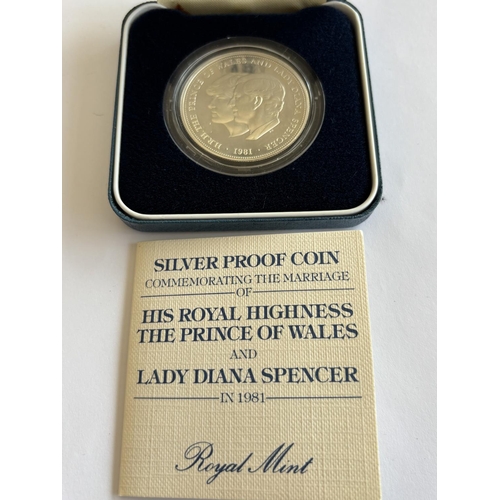 H.R.H. THE PRINCE OF WALES AND LADY DIANA SPENCER
· 1981 ·
SILVER PROOF COIN
COMMEMORATING THE MARRIAGE
OF
HIS ROYAL HIGHNESS
THE PRINCE OF WALES
AND
LADY DIANA SPENCER
IN 1981
Royal Mint